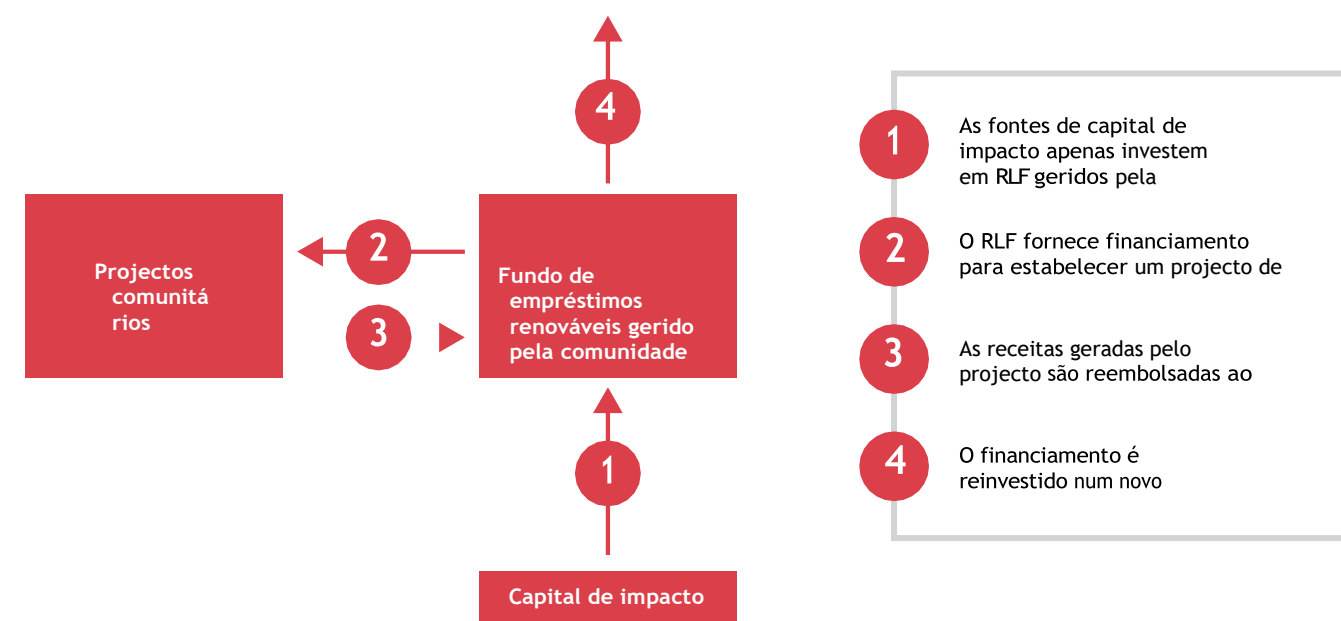 4
2
3
1
Projectos
comunitá
rios
Fundo de
empréstimos
renováveis gerido
pela comunidade
Capital de impacto
1
As fontes de capital de
impacto apenas investem
em RLF geridos pela
2
O RLF fornece financiamento
para estabelecer um projecto de
3
As receitas geradas pelo
projecto são reembolsadas ao
4
O financiamento é
reinvestido num novo